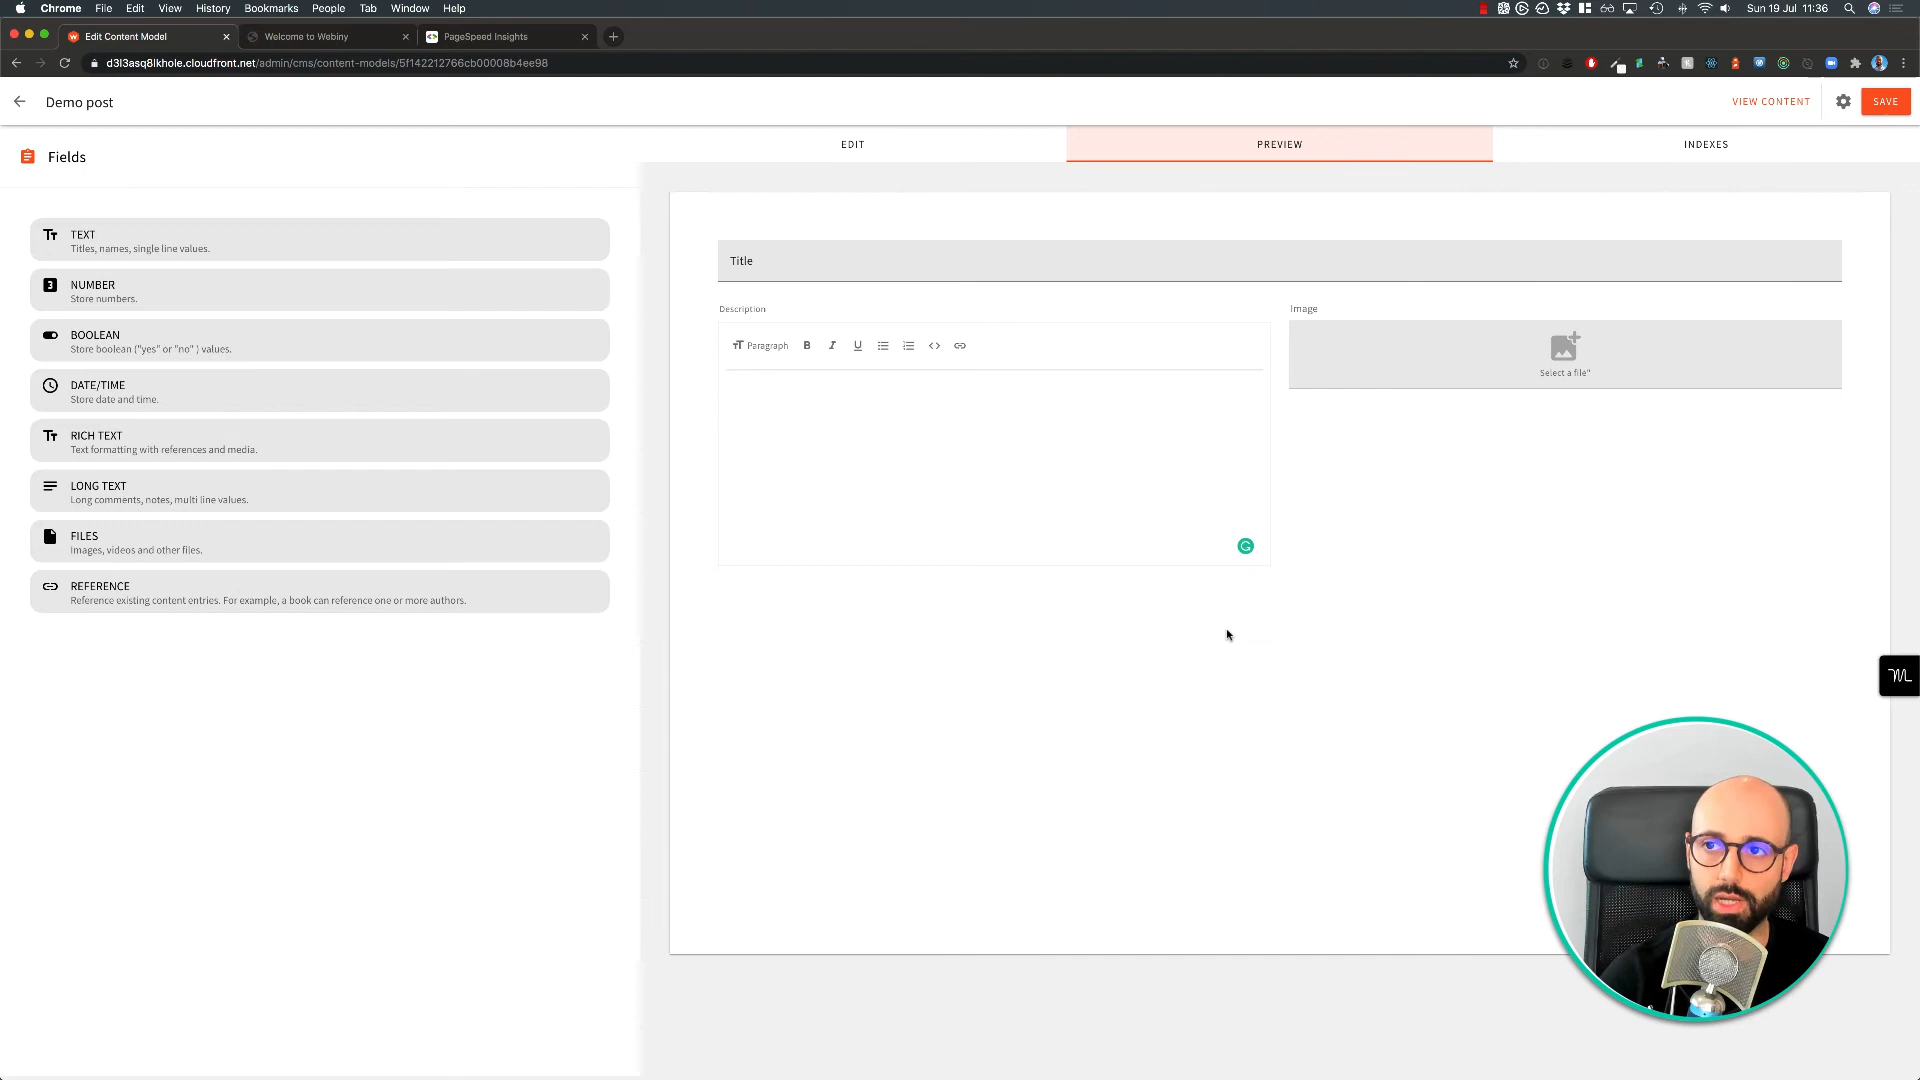 Chrome File Edit View History Bookmarks People Tab Window Help Sun 19 Jul 11:36
Edit Content Model Welcome to Webiny PageSpeed Insights
d3l3asq8lkhole.cloudfront.net/admin/cms/content-models/5f142212766cb00008b4ee98
Demo post VIEW CONTENT SAVE
EDIT PREVIEW INDEXES
Fields
TEXT
Titles, names, single line values.
NUMBER
Store numbers.
BOOLEAN
Store boolean ("yes" or "no" ) values.
DATE/TIME
Store date and time.
RICH TEXT
Text formatting with references and media.
LONG TEXT
Long comments, notes, multi line values.
FILES
Images, videos and other files.
REFERENCE
Reference existing content entries. For example, a book can reference one or more authors.
Title
Description Image
Paragraph B I U
Select a file"